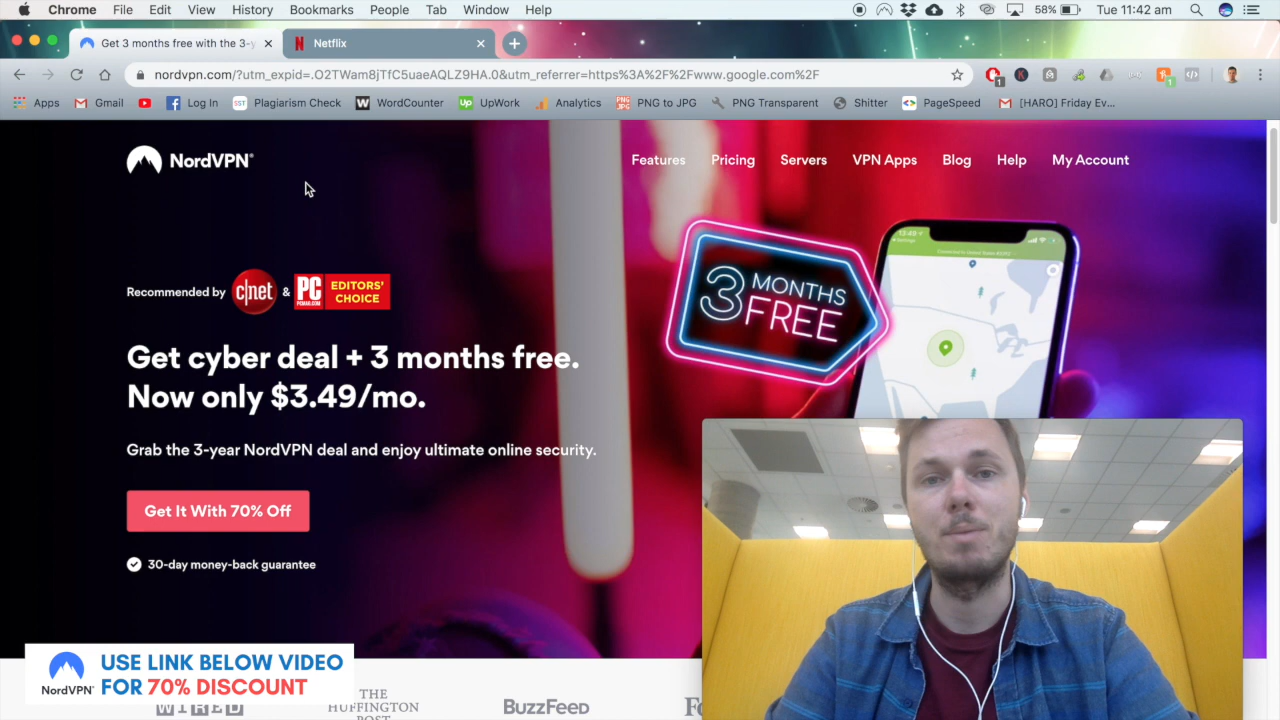 Chrome File Edit View History Bookmarks People Tab Window Help 58% Tue 11:42 am
Get 3 months free with the 3-y
Netflix
nordvpn.com/?utm_expid=.O2TWam8jTfC5uaeAQLZ9HA.0&utm_referrer=https%3A%2F%2Fwww.google.com%2F
Apps Gmail Log In Plagiarism Check WordCounter UpWork Analytics PNG to JPG PNG Transparent Shitter PageSpeed [HARO] Friday Ev...
NordVPN®
Features Pricing Servers VPN Apps Blog Help My Account
3 MONTHS
FREE
13:49
Recommended by c|net & PC PCMAG.COM EDITORS' CHOICE
Get cyber deal + 3 months free.
Now only $3.49/mo.
Grab the 3-year NordVPN deal and enjoy ultimate online security.
Get It With 70% Off
30-day money-back guarantee
NordVPN®
USE LINK BELOW VIDEO
FOR 70% DISCOUNT
WIRED
THE
HUFFINGTON
POST
BuzzFeed